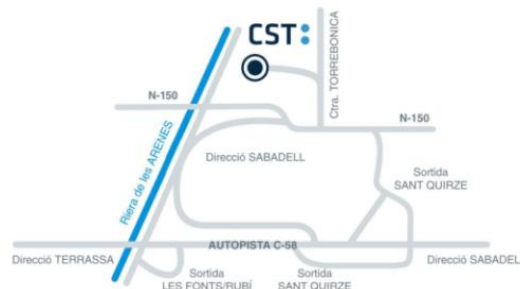 CST:
Ctra. TORREBONICA
N-150
N-150
Riera de les ARENES
Direcció SABADELL
Sortida
SANT QUIRZE
AUTOPISTA C-58
Direcció TERRASSA
Direcció SABADEL
Sortida
LES FONTS/RUBÍ
Sortida
SANT QUIRZE